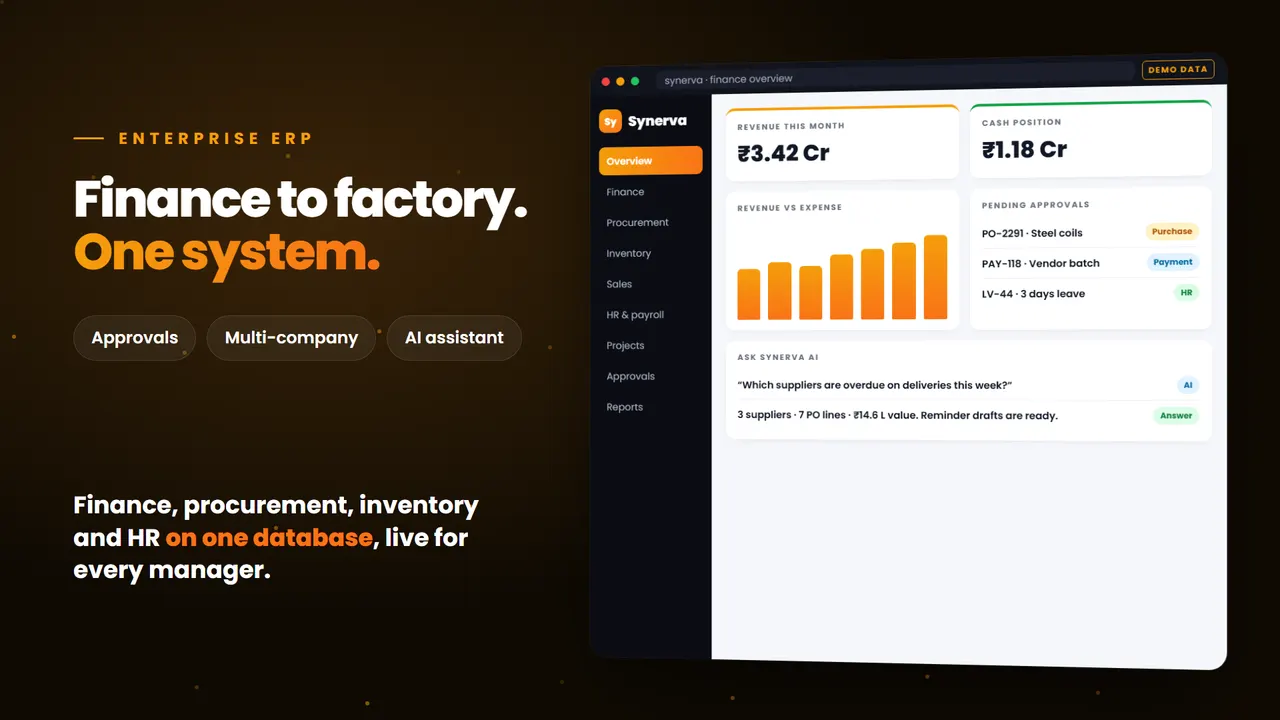 ENTERPRISE ERP
Finance to factory.
One system.
Approvals
Multi-company
AI assistant
Finance, procurement, inventory
and HR on one database, live for
every manager.
synerva · finance overview
DEMO DATA
Sy
Synerva
Overview
Finance
Procurement
Inventory
Sales
HR & payroll
Projects
Approvals
Reports
REVENUE THIS MONTH
₹3.42 Cr
CASH POSITION
₹1.18 Cr
REVENUE VS EXPENSE
PENDING APPROVALS
PO-2291 · Steel coils
Purchase
PAY-118 · Vendor batch
Payment
LV-44 · 3 days leave
HR
ASK SYNERVA AI
"Which suppliers are overdue on deliveries this week?"
AI
3 suppliers · 7 PO lines · ₹14.6 L value. Reminder drafts are ready.
Answer